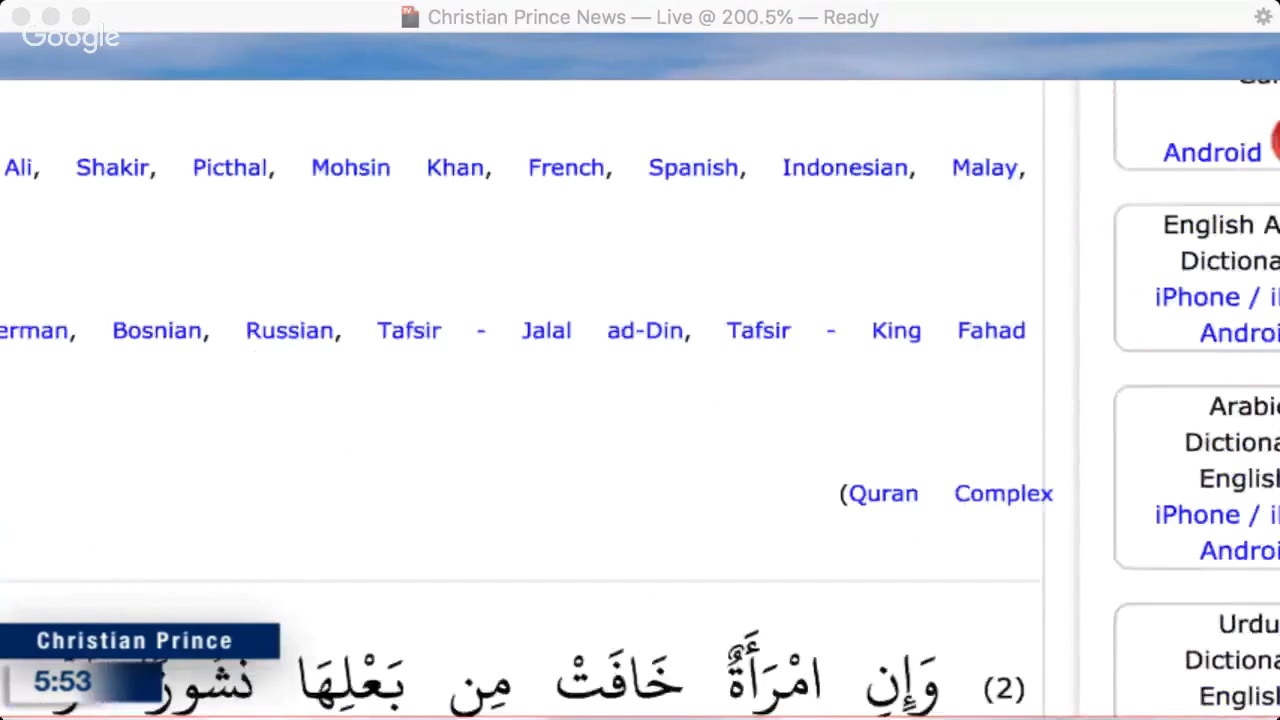 Christian Prince News — Live @ 200.5% — Ready
Google
Ali, Shakir, Picthal, Mohsin Khan, French, Spanish, Indonesian, Malay,
Bosnian, Russian, Tafsir - Jalal ad-Din, Tafsir - King Fahad
(Quran Complex
Android
English A
Dictiona
iPhone / i
Androi
Arabi
Dictiona
English
iPhone / i
Androi
Urdu
Dictiona
English
(2) وَإِنِ امْرَأَةٌ خَافَتْ مِن بَعْلِهَا
Christian Prince
5:53